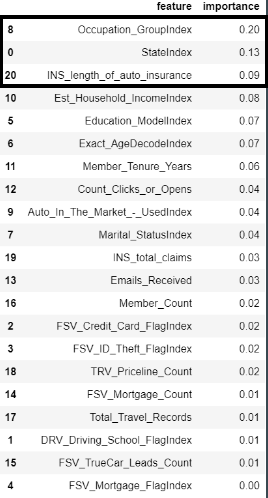 feature importance
8 Occupation_GroupIndex 0.20
0 StateIndex 0.13
20 INS_length_of_auto_insurance 0.09
10 Est_Household_IncomeIndex 0.08
5 Education_ModelIndex 0.07
6 Exact_AgeDecodeIndex 0.07
11 Member_Tenure_Years 0.06
12 Count_Clicks_or_Opens 0.04
9 Auto_In_The_Market_-_UsedIndex 0.04
7 Marital_StatusIndex 0.04
19 INS_total_claims 0.03
13 Emails_Received 0.03
16 Member_Count 0.02
2 FSV_Credit_Card_FlagIndex 0.02
3 FSV_ID_Theft_FlagIndex 0.02
18 TRV_Priceline_Count 0.02
14 FSV_Mortgage_Count 0.01
17 Total_Travel_Records 0.01
1 DRV_Driving_School_FlagIndex 0.01
15 FSV_TrueCar_Leads_Count 0.01
4 FSV_Mortgage_FlagIndex 0.00